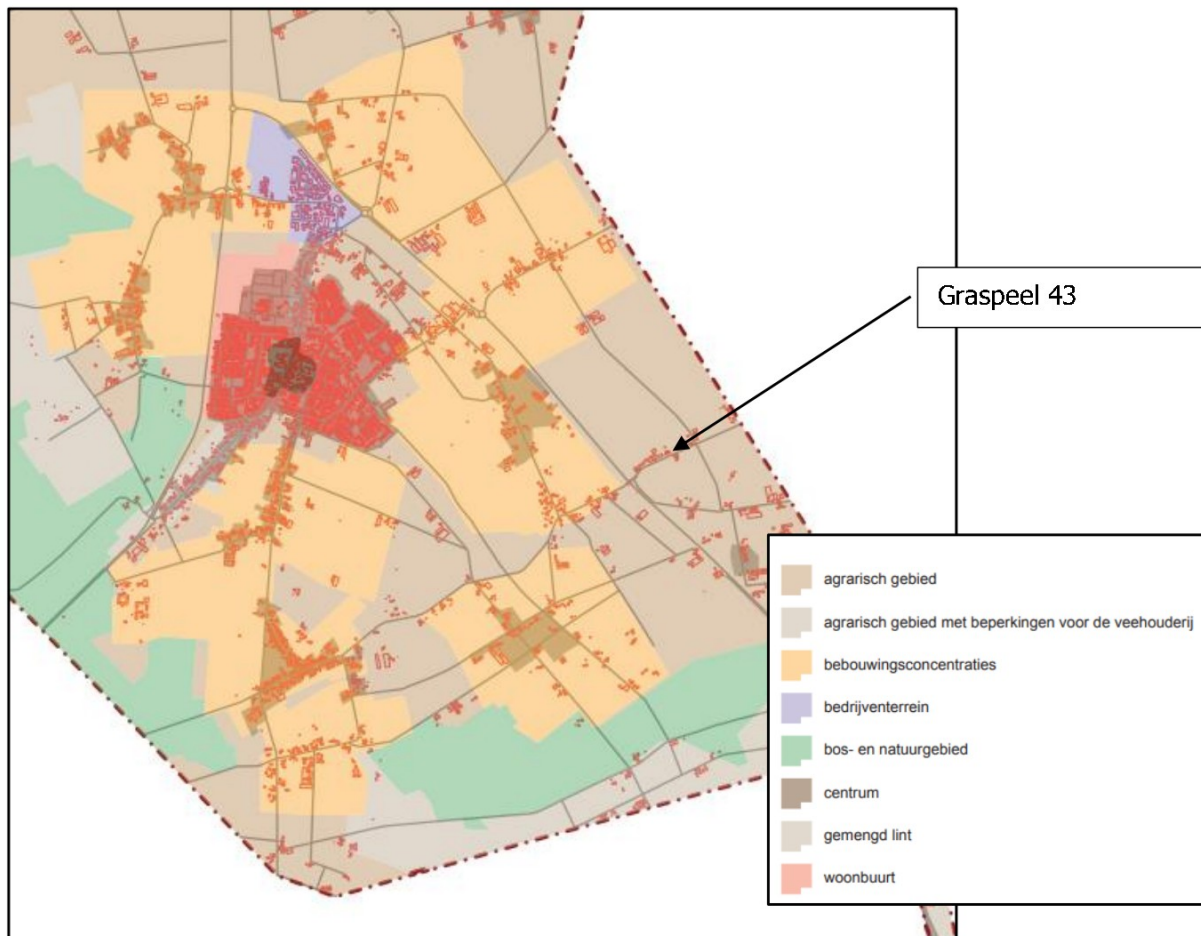 Graspeel 43
agrarisch gebied
agrarisch gebied met beperkingen voor de veehouderij
bebouwingsconcentraties
bedrijventerrein
bos- en natuurgebied
centrum
gemengd lint
woonbuurt